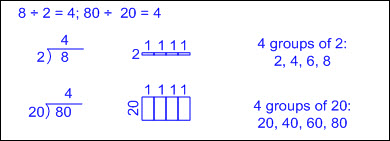 8 ÷ 2 = 4; 80 ÷ 20 = 4
4
2) 8
1 1 1 1
2
4 groups of 2:
2, 4, 6, 8
4
20) 80
1 1 1 1
20
4 groups of 20:
20, 40, 60, 80